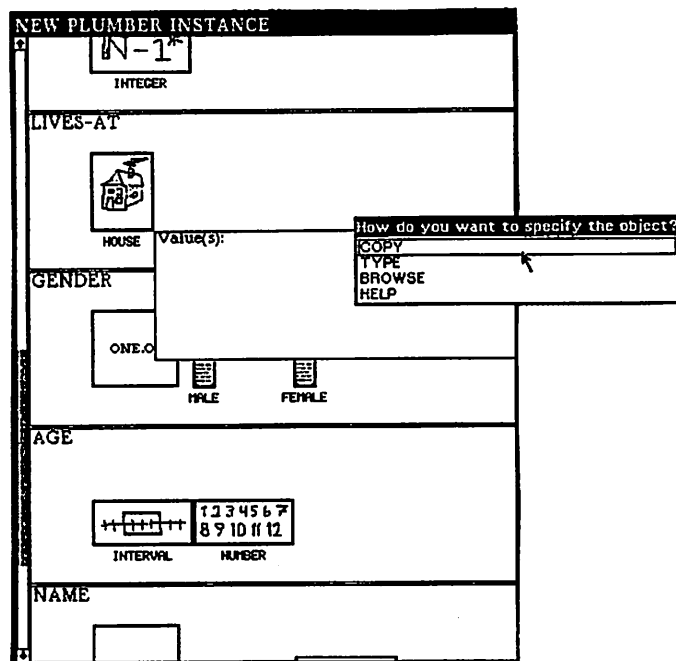 NEW PLUMBER INSTANCE
N-1*
INTEGER
LIVES-AT
HOUSE
Value(s):
How do you want to specify the object?
COPY
TYPE
BROWSE
HELP
GENDER
ONE.O
MALE
FEMALE
AGE
1 2 3 4 5 6 7
8 9 10 11 12
INTERVAL
NUMBER
NAME